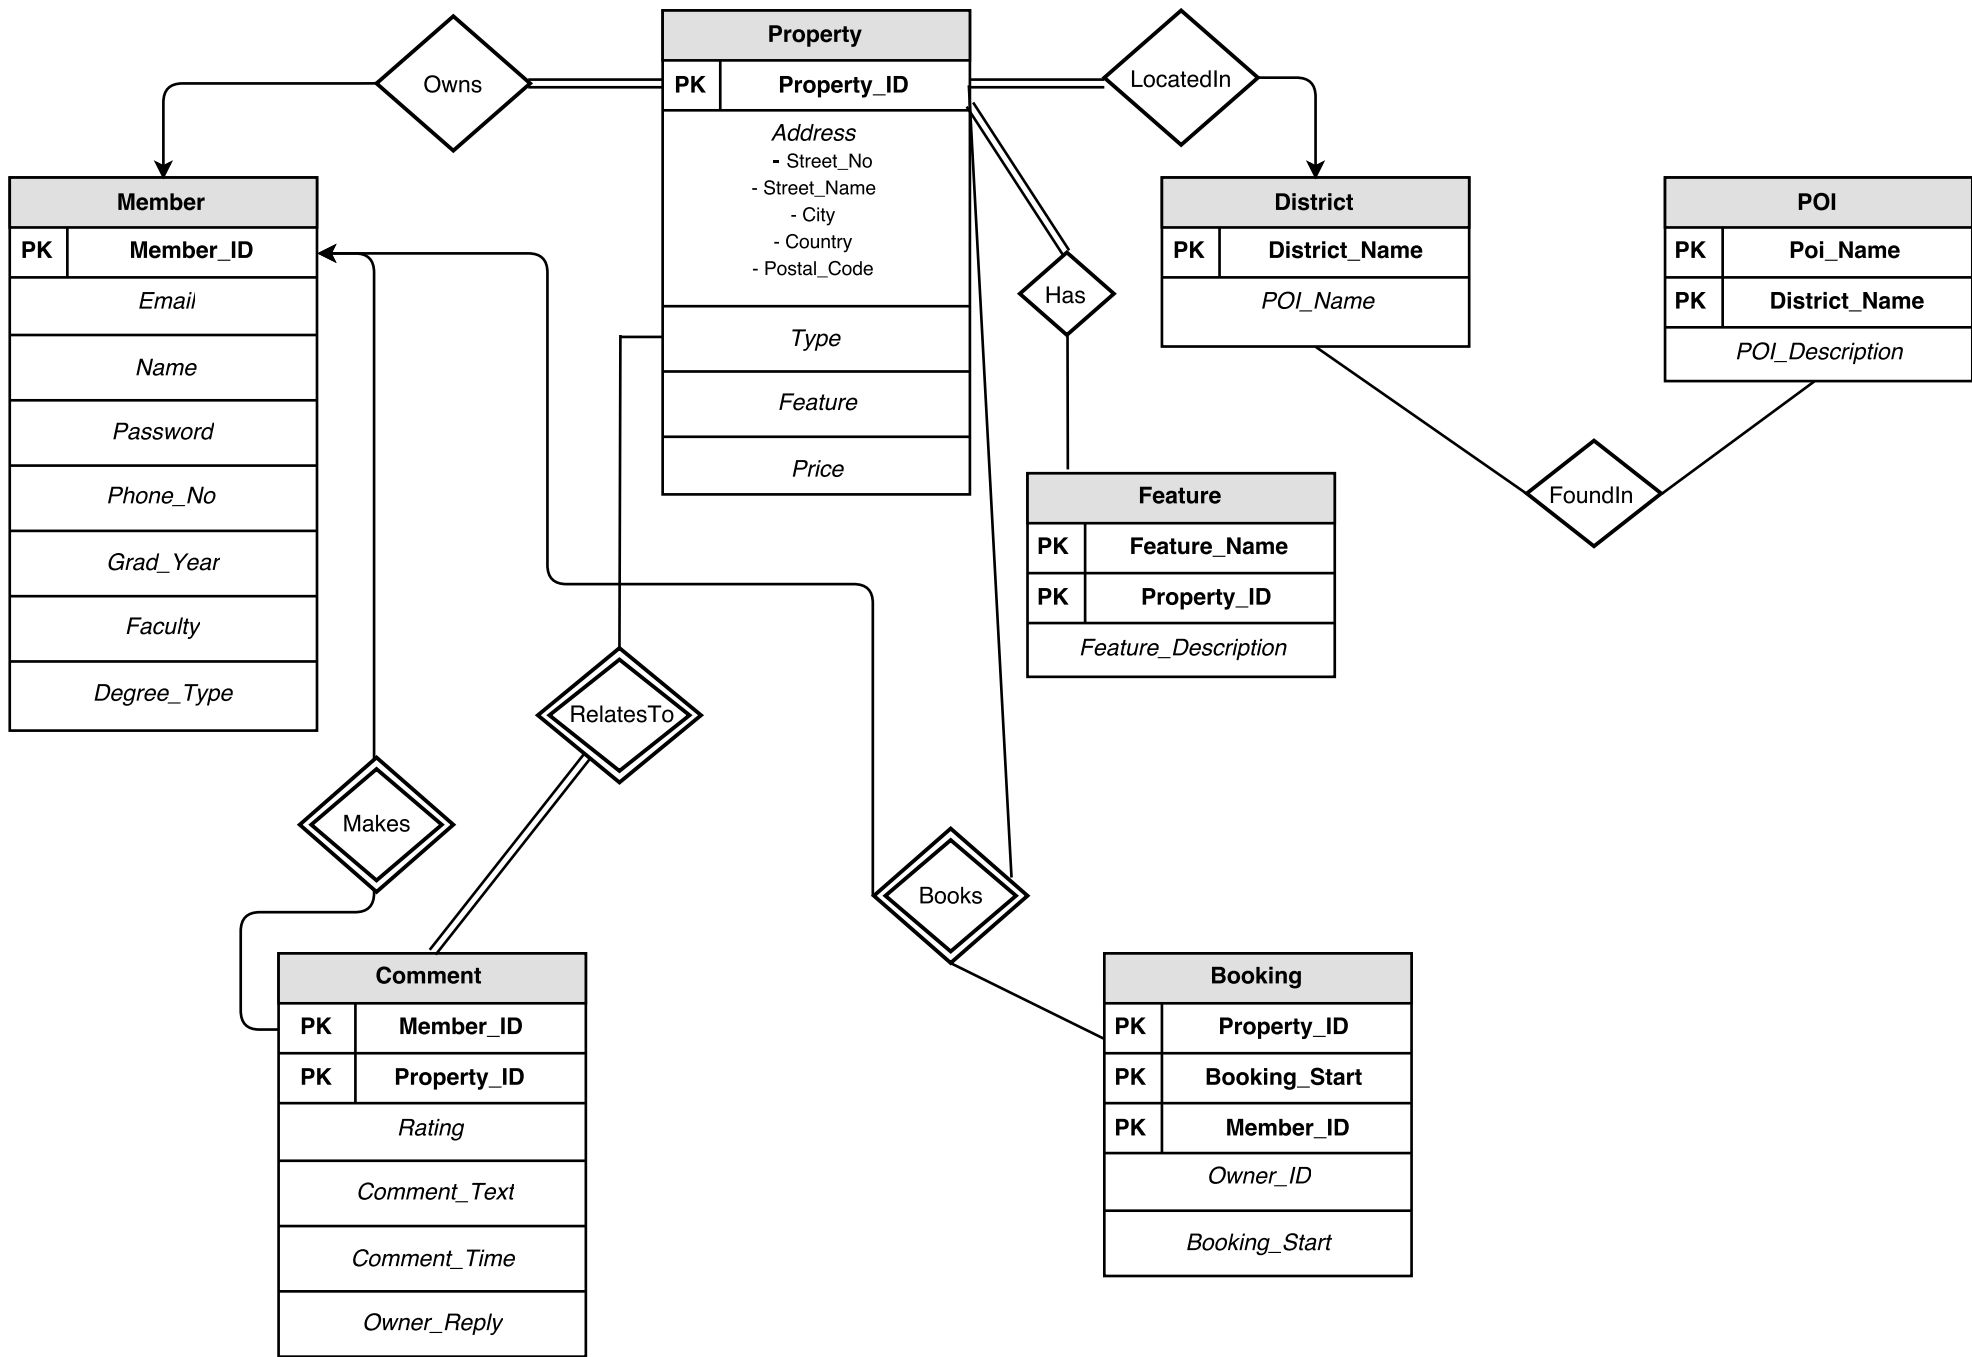 Property
PK Property_ID
Address
- Street_No
- Street_Name
- City
- Country
- Postal_Code
Type
Feature
Price
Owns
LocatedIn
Member
PK Member_ID
Email
Name
Password
Phone_No
Grad_Year
Faculty
Degree_Type
Has
District
PK District_Name
POI_Name
POI
PK Poi_Name
PK District_Name
POI_Description
FoundIn
Feature
PK Feature_Name
PK Property_ID
Feature_Description
RelatesTo
Makes
Books
Comment
PK Member_ID
PK Property_ID
Rating
Comment_Text
Comment_Time
Owner_Reply
Booking
PK Property_ID
PK Booking_Start
PK Member_ID
Owner_ID
Booking_Start